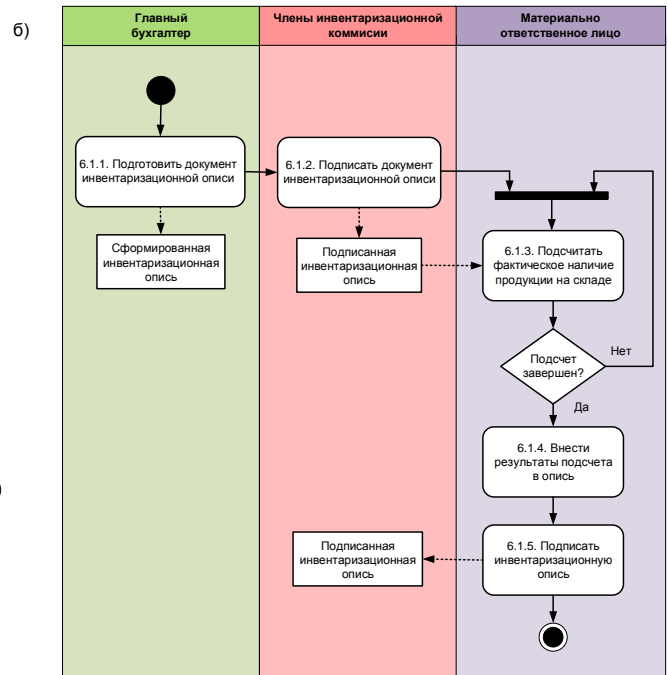 б)
Главный
бухгалтер
Члены инвентаризационной
коммисии
Материально
ответственное лицо
6.1.1. Подготовить документ
инвентаризационной описи
6.1.2. Подписать документ
инвентаризационной описи
Сформированная
инвентаризационная
опись
Подписанная
инвентаризационная
опись
6.1.3. Подсчитать
фактическое наличие
продукции на складе
Подсчет
завершен?
Нет
Да
6.1.4. Внести
результаты подсчета
в опись
Подписанная
инвентаризационная
опись
6.1.5. Подписать
инвентаризационную
опись